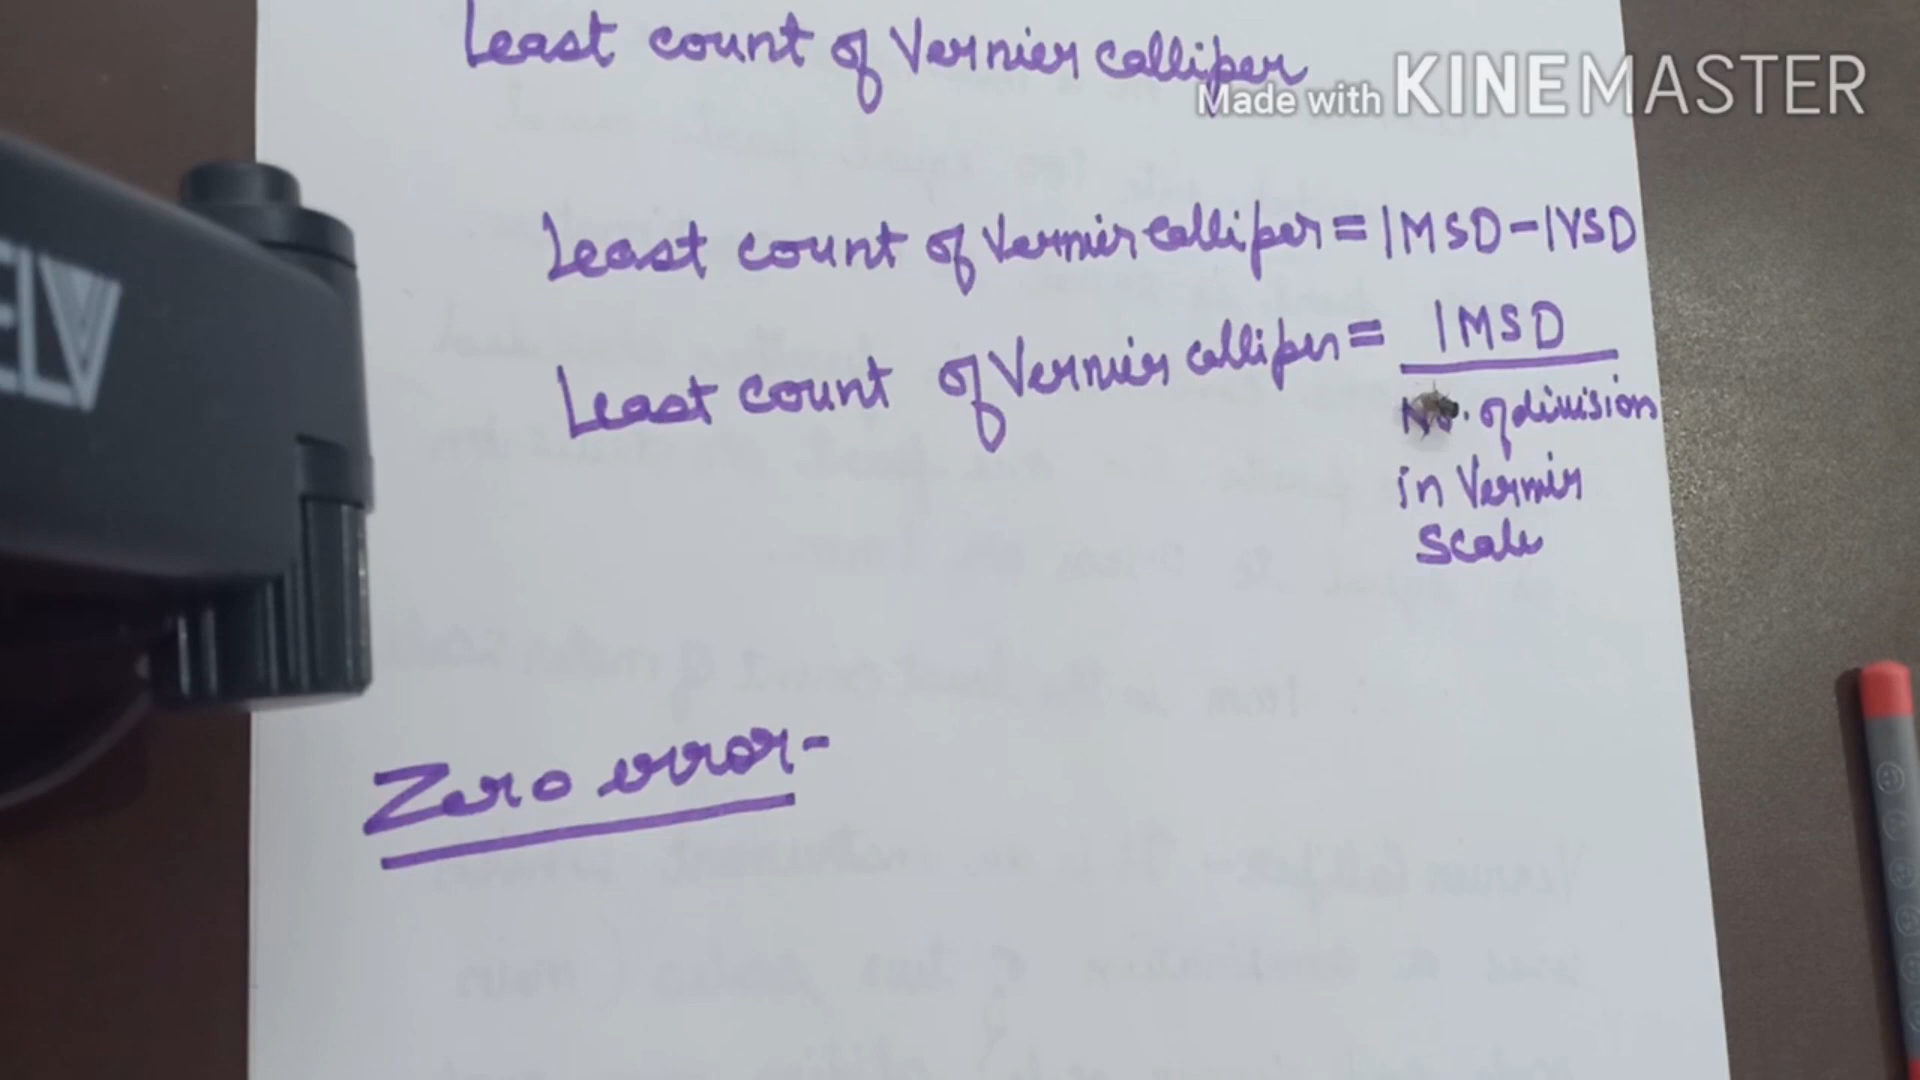 Least count of Vernier calliper
Made with KINEMASTER
Least count of Vernier calliper = 1MSD - 1VSD
Least count of Vernier calliper = 1MSD
No. of division
in Vernier
Scale
ELV
Zero error-